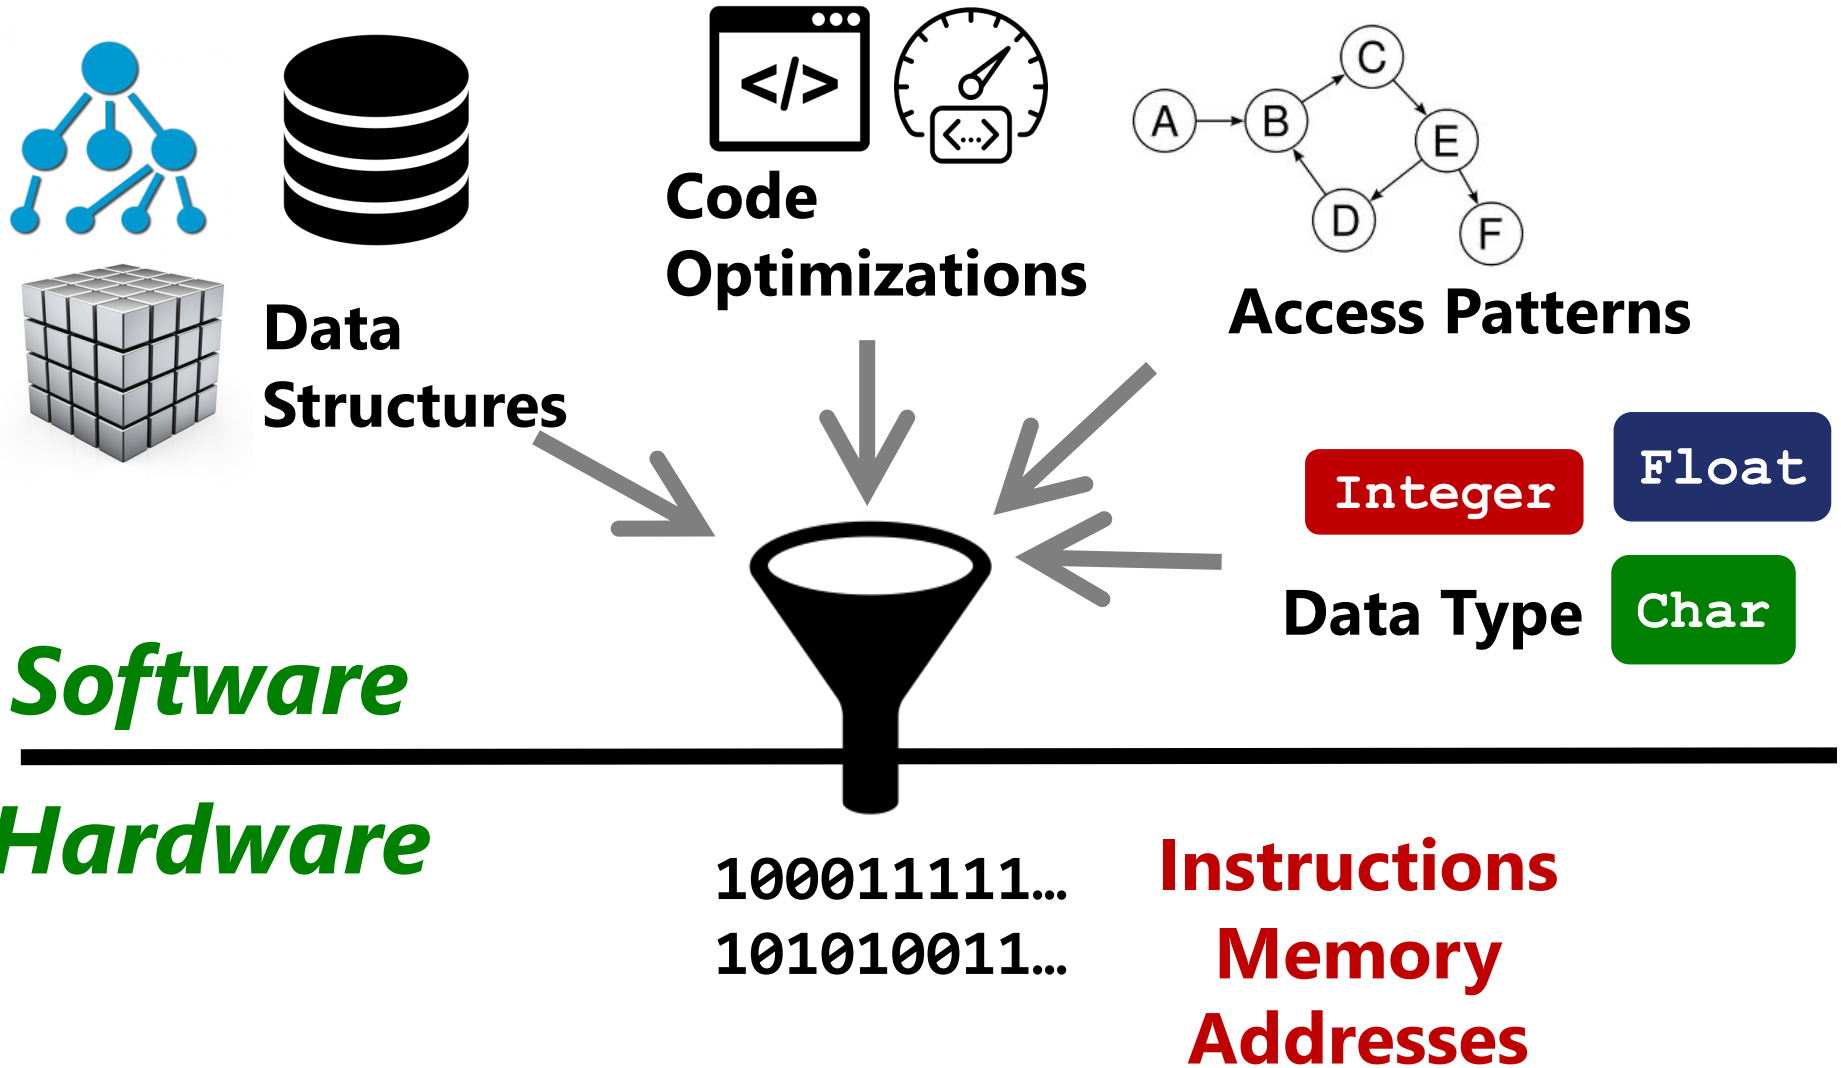 </>
<...>
Code
Optimizations
A
B
C
E
D
F
Access Patterns
Data
Structures
Integer
Float
Data Type
Char
Software
Hardware
100011111…
101010011…
Instructions
Memory
Addresses